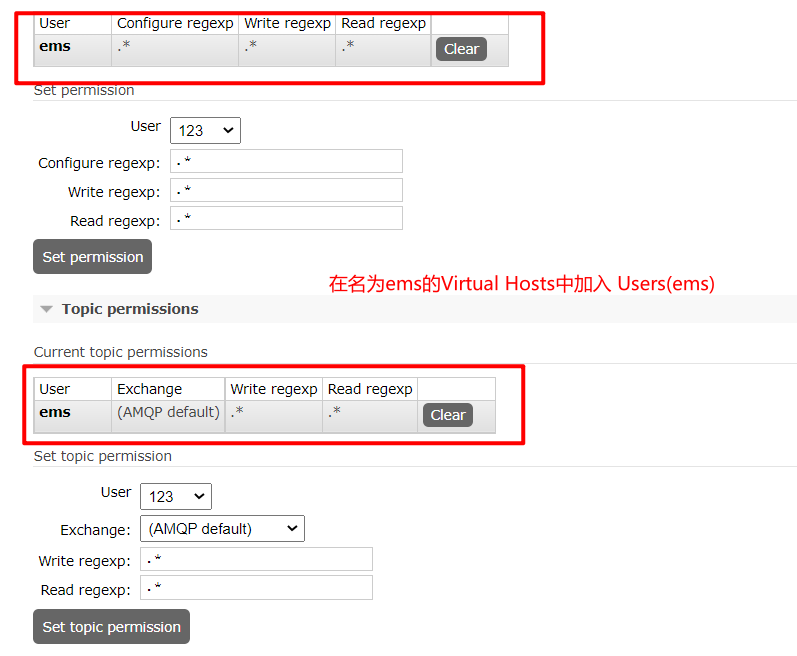 User Configure regexp Write regexp Read regexp
ems .* .* .* Clear
Set permission
User 123
Configure regexp: .*
Write regexp: .*
Read regexp: .*
Set permission
在名为ems的Virtual Hosts中加入 Users(ems)
Topic permissions
Current topic permissions
User Exchange Write regexp Read regexp
ems (AMQP default) .* .* Clear
Set topic permission
User 123
Exchange: (AMQP default)
Write regexp: .*
Read regexp: .*
Set topic permission